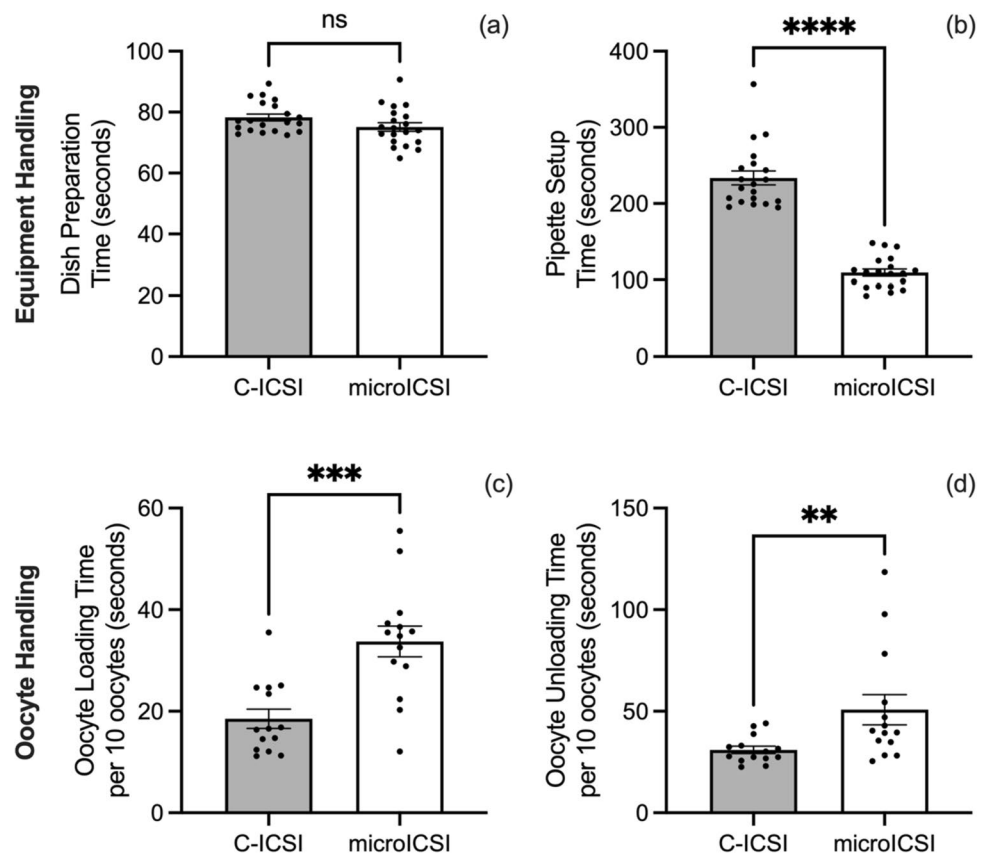 Equipment Handling
(a)
ns
Dish Preparation
Time (seconds)
100
80
60
40
20
0
C-ICSI
microICSI
(b)
****
Pipette Setup
Time (seconds)
400
300
200
100
0
C-ICSI
microICSI
Oocyte Handling
(c)
***
Oocyte Loading Time
per 10 oocytes (seconds)
60
40
20
0
C-ICSI
microICSI
(d)
**
Oocyte Unloading Time
per 10 oocytes (seconds)
150
100
50
0
C-ICSI
microICSI